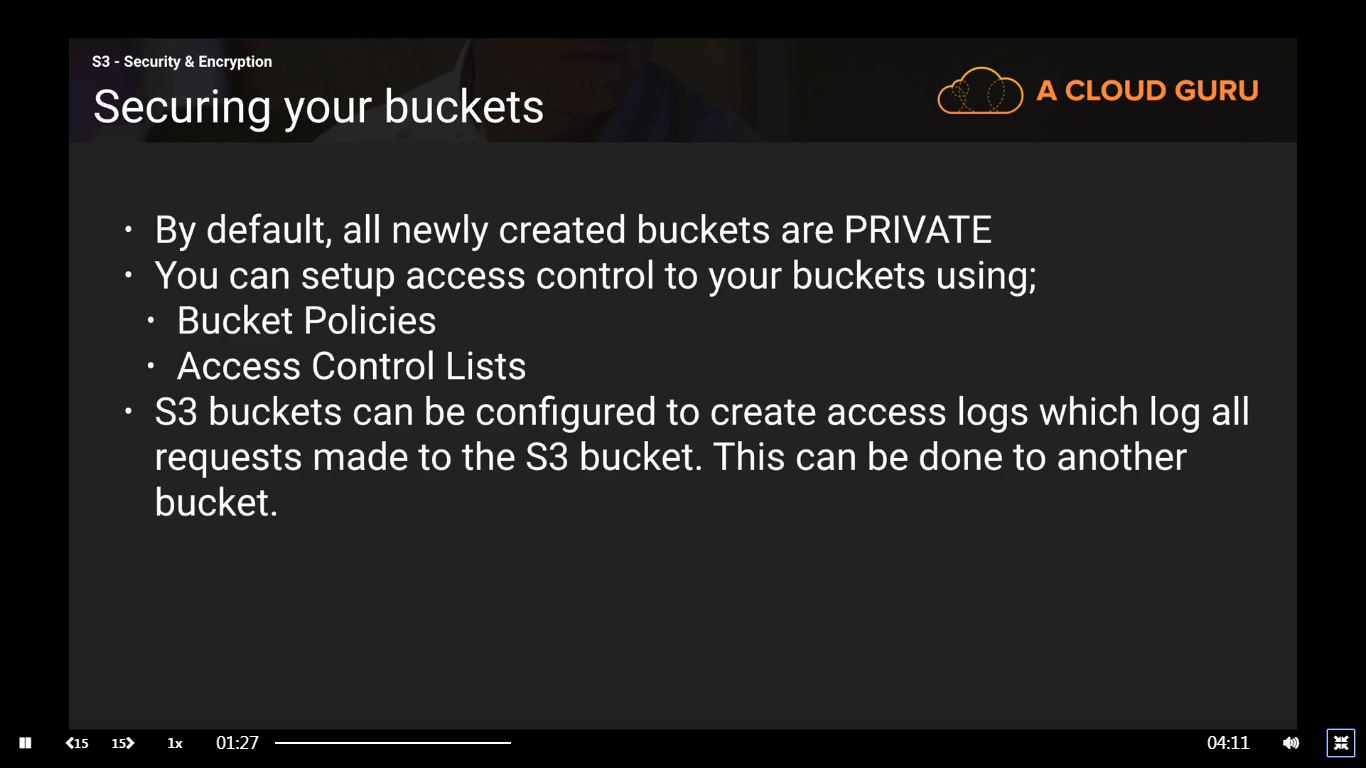 S3 - Security & Encryption
Securing your buckets
A CLOUD GURU
· By default, all newly created buckets are PRIVATE
· You can setup access control to your buckets using;
· Bucket Policies
· Access Control Lists
· S3 buckets can be configured to create access logs which log all
requests made to the S3 bucket. This can be done to another
bucket.
15 15 1x 01:27 04:11